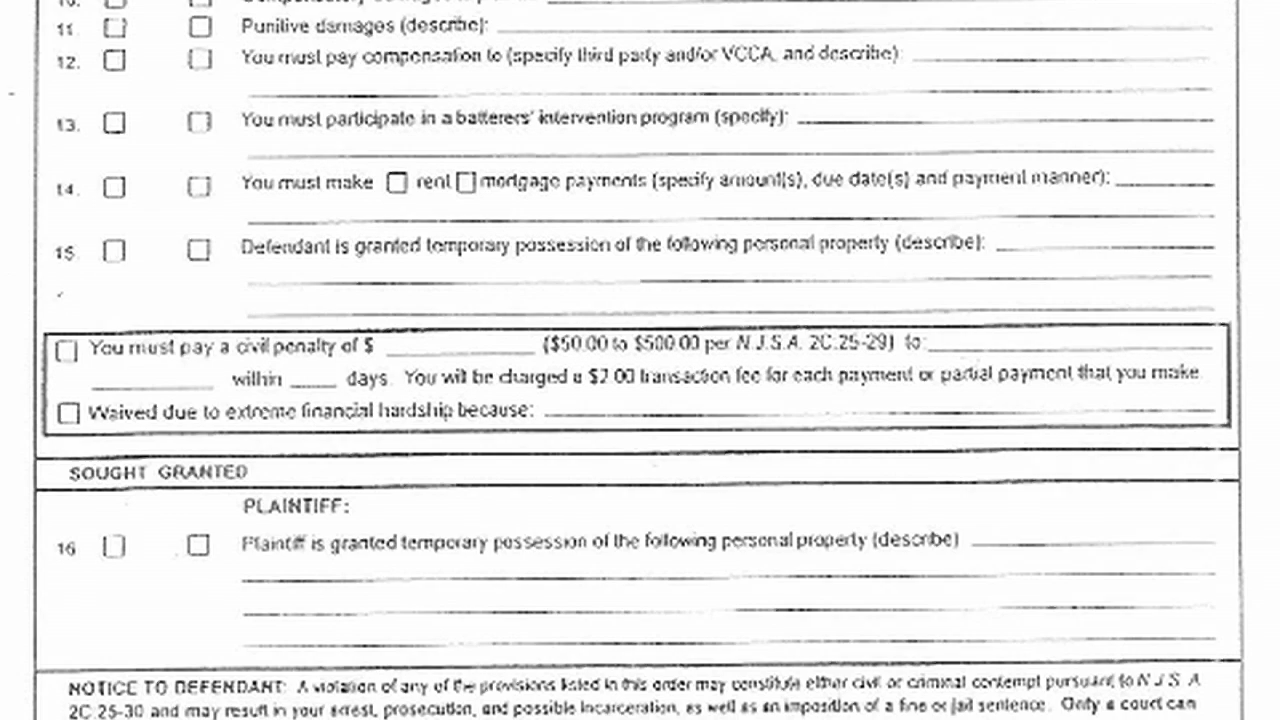 11. Punitive damages (describe):
12. You must pay compensation to (specify third party and/or VCCA, and describe):
13. You must participate in a batterers' intervention program (specify):
14. You must make rent mortgage payments (specify amount(s), due date(s) and payment manner):
15. Defendant is granted temporary possession of the following personal property (describe):
You must pay a civil penalty of $ ($50.00 to $500.00 per N.J.S.A. 2C:25-29) to:
within days. You will be charged a $2.00 transaction fee for each payment or partial payment that you make.
Waived due to extreme financial hardship because:
SOUGHT GRANTED
PLAINTIFF:
16 Plaintiff is granted temporary possession of the following personal property (describe)
NOTICE TO DEFENDANT: A violation of any of the provisions listed in this order may constitute either civil or criminal contempt pursuant to N.J.S.A.
2C:25-30 and may result in your arrest, prosecution, and possible incarceration, as well as an imposition of a fine or jail sentence. Only a court can